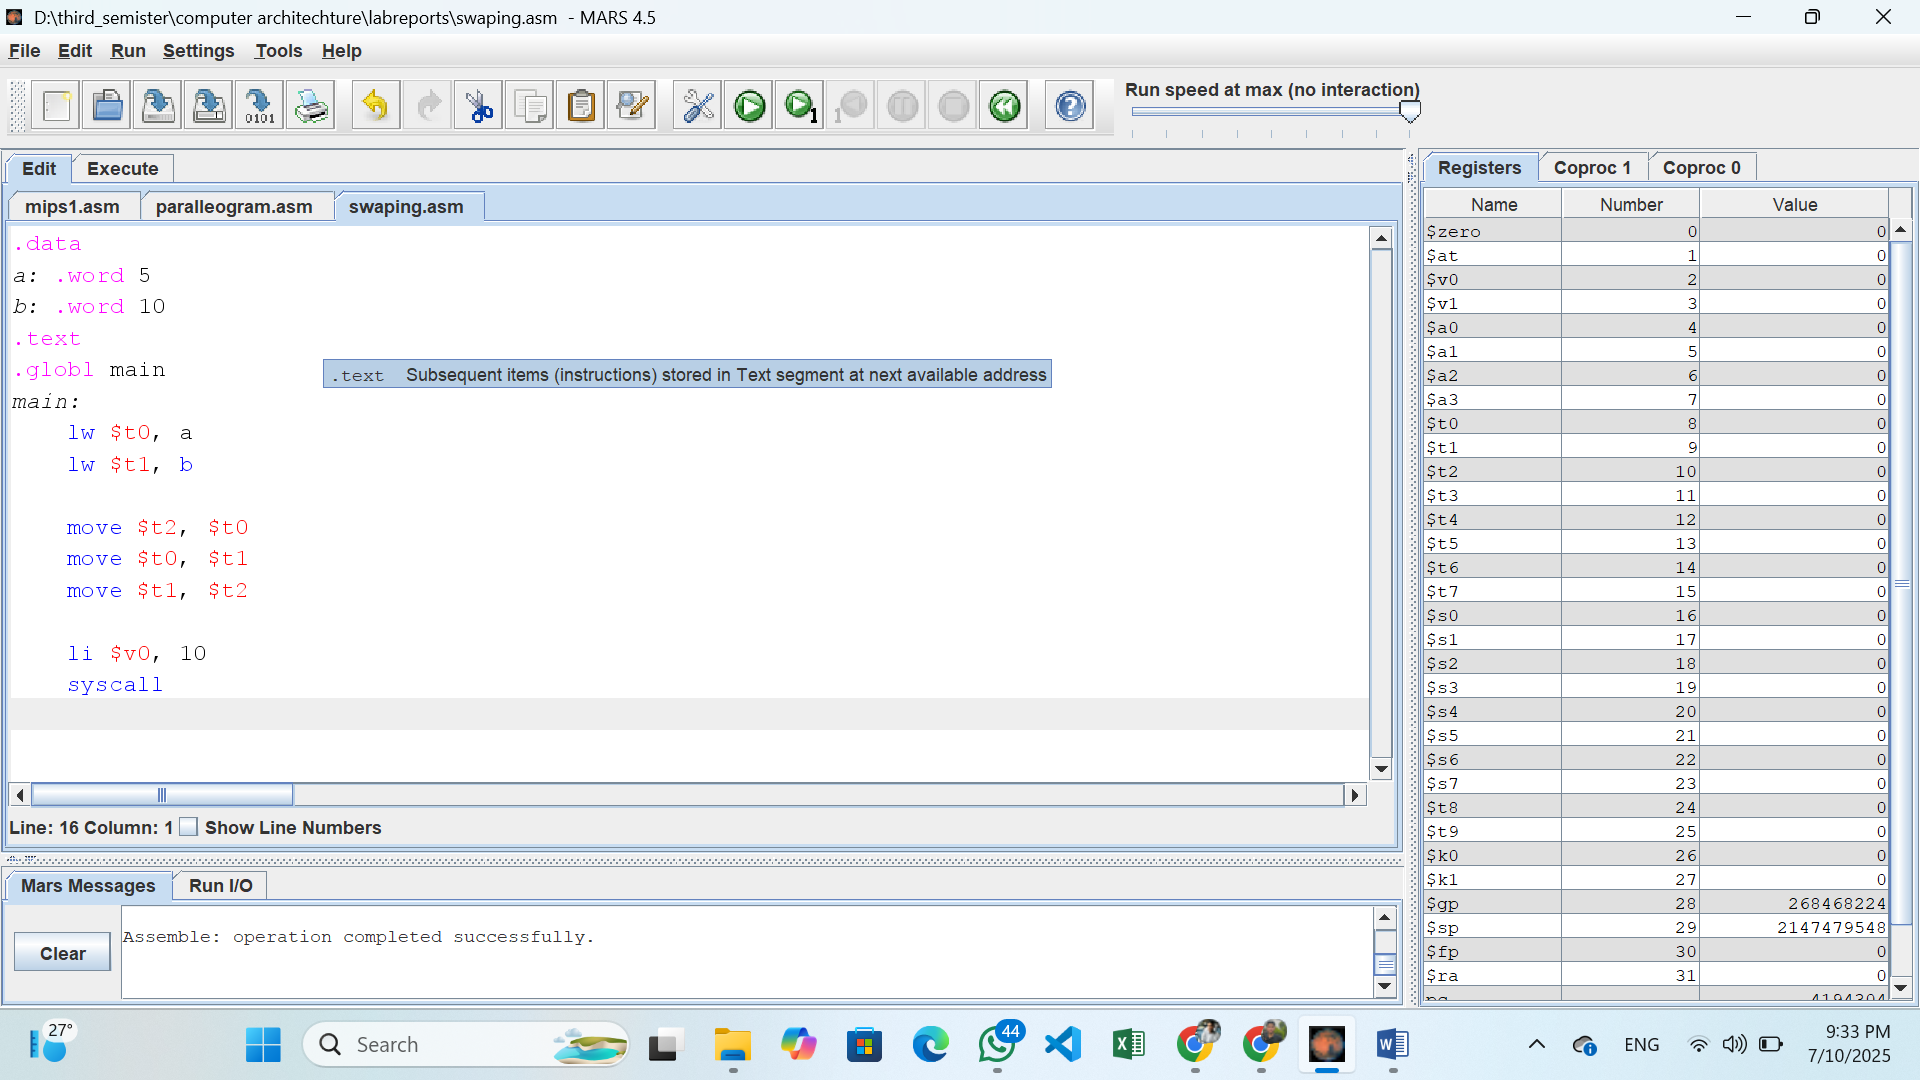 D:\third_semister\computer architechture\labreports\swaping.asm - MARS 4.5
File Edit Run Settings Tools Help
0101
1
1
Run speed at max (no interaction)
Edit Execute
mips1.asm paralleogram.asm swaping.asm
.data
a: .word 5
b: .word 10
.text
.globl main
.text Subsequent items (instructions) stored in Text segment at next available address
main:
lw $t0, a
lw $t1, b
move $t2, $t0
move $t0, $t1
move $t1, $t2
li $v0, 10
syscall
Line: 16 Column: 1 Show Line Numbers
Mars Messages Run I/O
Clear
Assemble: operation completed successfully.
Registers Coproc 1 Coproc 0
Name Number Value
$zero 0 0
$at 1 0
$v0 2 0
$v1 3 0
$a0 4 0
$a1 5 0
$a2 6 0
$a3 7 0
$t0 8 0
$t1 9 0
$t2 10 0
$t3 11 0
$t4 12 0
$t5 13 0
$t6 14 0
$t7 15 0
$s0 16 0
$s1 17 0
$s2 18 0
$s3 19 0
$s4 20 0
$s5 21 0
$s6 22 0
$s7 23 0
$t8 24 0
$t9 25 0
$k0 26 0
$k1 27 0
$gp 28 268468224
$sp 29 2147479548
$fp 30 0
$ra 31 0
pc 4194304
27°
Search
44
ENG
9:33 PM
7/10/2025